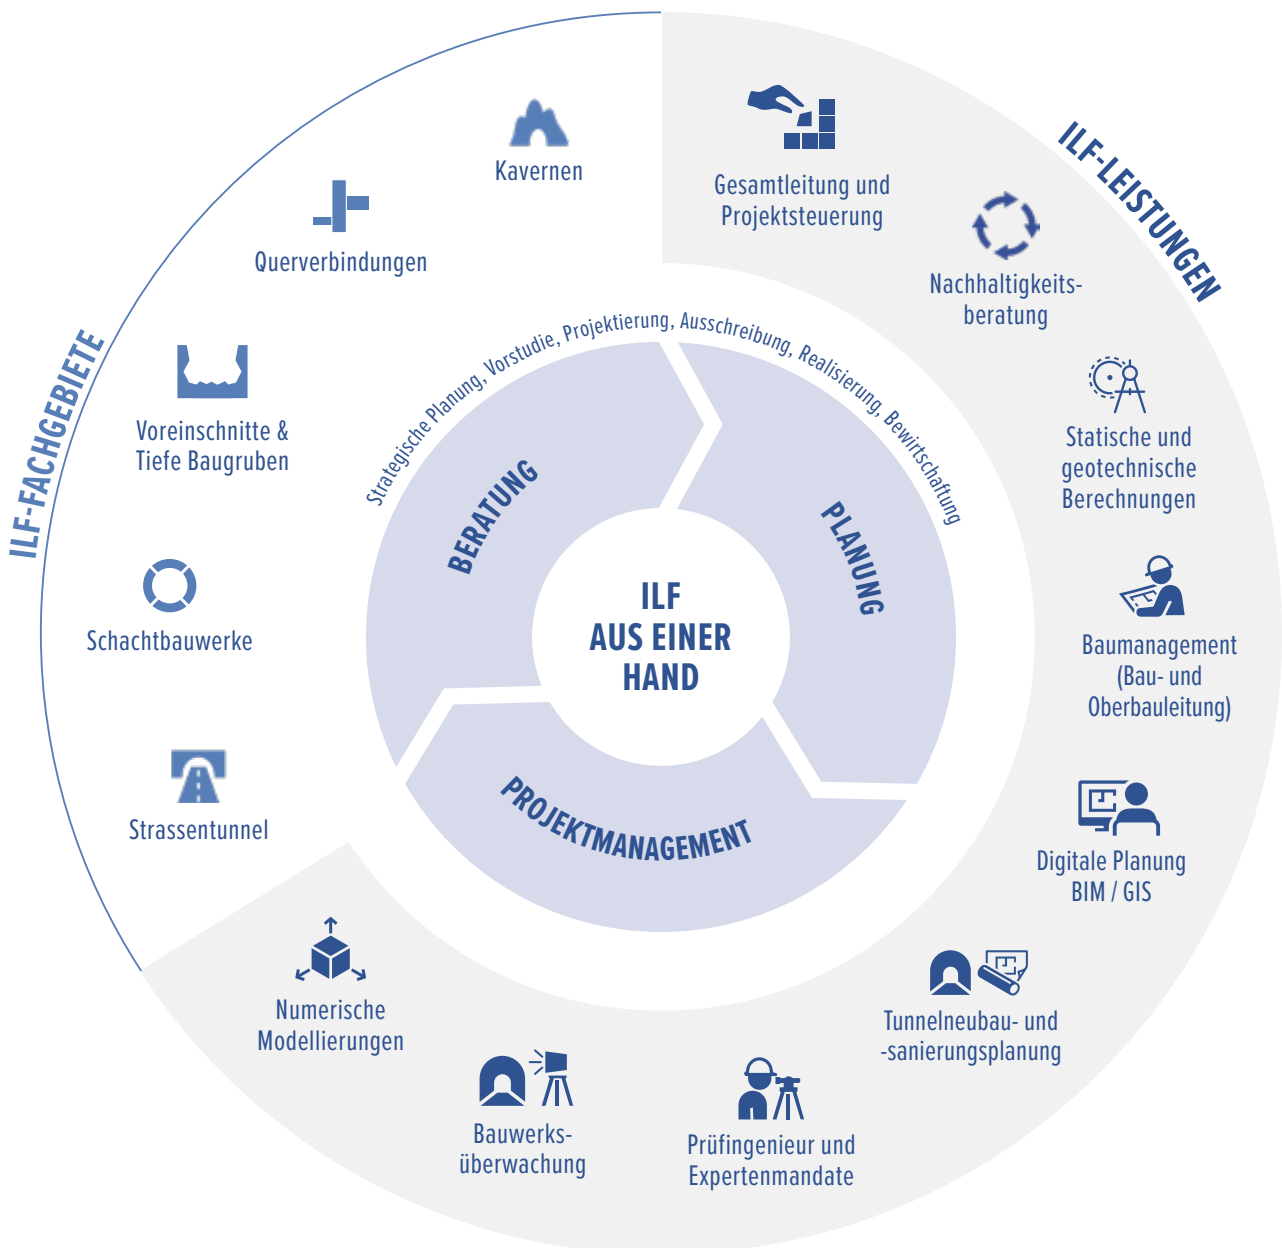 ILF-FACHGEBIETE
Kavernen
Querverbindungen
Voreinschnitte &
Tiefe Baugruben
Schachtbauwerke
Strassentunnel
ILF-LEISTUNGEN
Gesamtleitung und
Projektsteuerung
Nachhaltigkeits-
beratung
Statische und
geotechnische
Berechnungen
Baumanagement
(Bau- und
Oberbauleitung)
Digitale Planung
BIM / GIS
Tunnelneubau- und
-sanierungsplanung
Prüfingenieur und
Expertenmandate
Bauwerks-
überwachung
Numerische
Modellierungen
Strategische Planung, Vorstudie, Projektierung, Ausschreibung, Realisierung, Bewirtschaftung
BERATUNG
PLANUNG
PROJEKTMANAGEMENT
ILF
AUS EINER
HAND